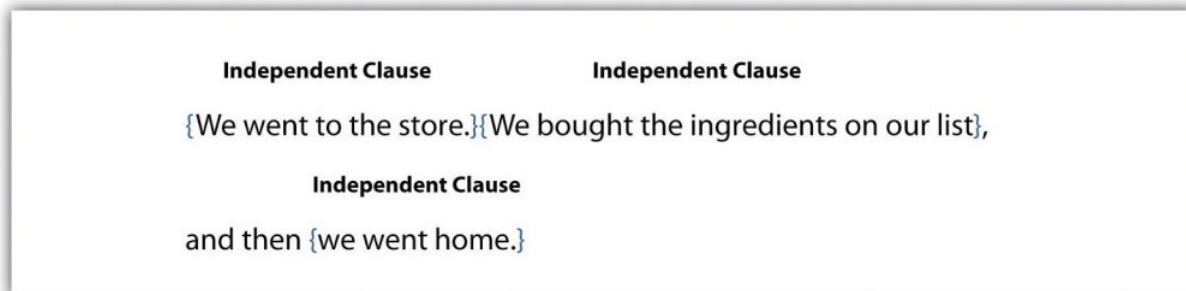 Independent Clause Independent Clause
{We went to the store.}{We bought the ingredients on our list},
Independent Clause
and then {we went home.}